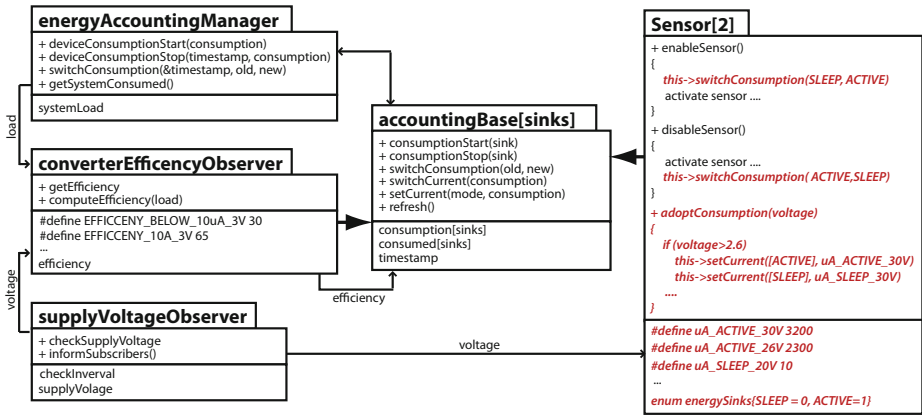 energyAccountingManager
+ deviceConsumptionStart(consumption)
+ deviceConsumptionStop(timestamp, consumption)
+ switchConsumption(&timestamp, old, new)
+ getSystemConsumed()
systemLoad
load
converterEfficencyObserver
+ getEfficiency
+ computeEfficiency(load)
#define EFFICCENY_BELOW_10uA_3V 30
#define EFFICCENY_10A_3V 65
...
efficiency
voltage
efficiency
supplyVoltageObserver
+ checkSupplyVoltage
+ informSubscribers()
checkInverval
supplyVolage
voltage
accountingBase[sinks]
+ consumptionStart(sink)
+ consumptionStop(sink)
+ switchConsumption(old, new)
+ switchCurrent(consumption)
+ setCurrent(mode, consumption)
+ refresh()
consumption[sinks]
consumed[sinks]
timestamp
Sensor[2]
+ enableSensor()
{
this->switchConsumption(SLEEP, ACTIVE)
activate sensor ....
}
+ disableSensor()
{
activate sensor ....
this->switchConsumption( ACTIVE,SLEEP)
}
+ adoptConsumption(voltage)
{
if (voltage>2.6)
this->setCurrent([ACTIVE], uA_ACTIVE_30V)
this->setCurrent([SLEEP], uA_SLEEP_30V)
....
}
#define uA_ACTIVE_30V 3200
#define uA_ACTIVE_26V 2300
#define uA_SLEEP_20V 10
...
enum energySinks{SLEEP = 0, ACTIVE=1}